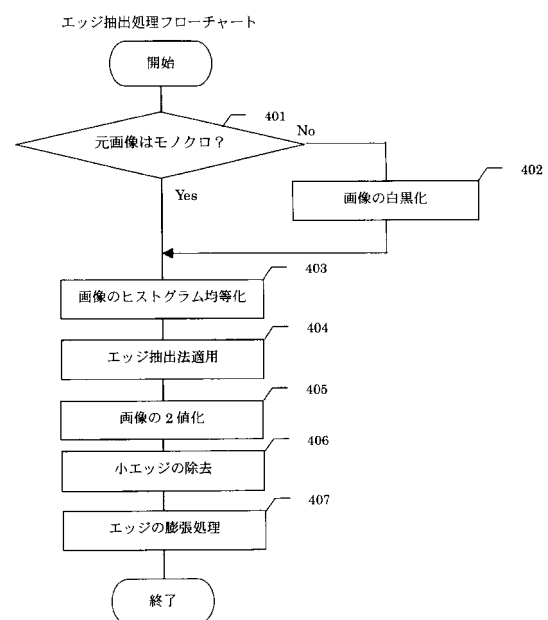 エッジ抽出処理フローチャート
開始
401
元画像はモノクロ？
No
402
画像の白黒化
Yes
403
画像のヒストグラム均等化
404
エッジ抽出法適用
405
画像の２値化
406
小エッジの除去
407
エッジの膨張処理
終了